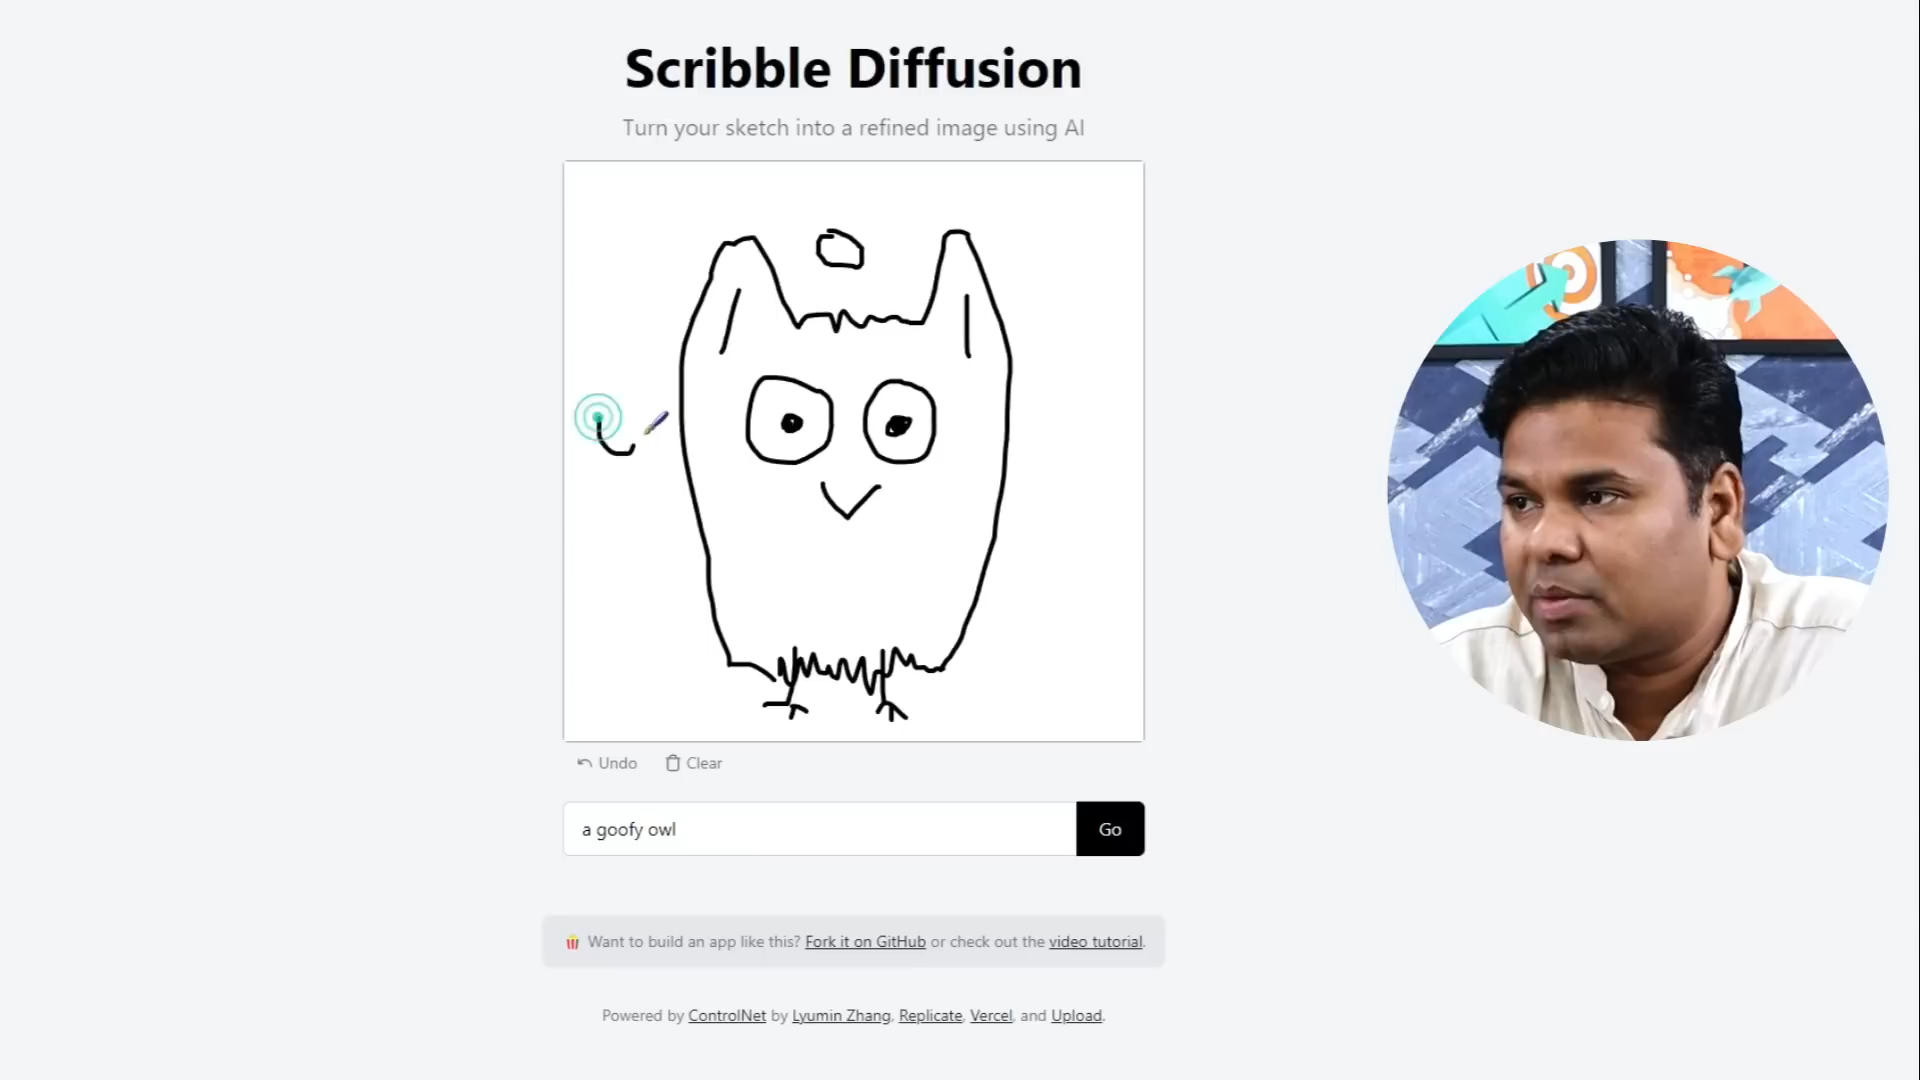 Scribble Diffusion
Turn your sketch into a refined image using AI
Undo Clear
a goofy owl Go
Want to build an app like this? Fork it on GitHub or check out the video tutorial.
Powered by ControlNet by Lyumin Zhang, Replicate, Vercel, and Upload.